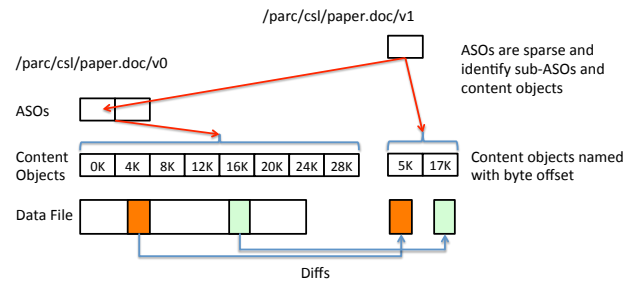 /parc/csl/paper.doc/v1
ASOs are sparse and
identify sub-ASOs and
content objects
/parc/csl/paper.doc/v0
ASOs
Content
Objects
0K 4K 8K 12K 16K 20K 24K 28K
5K 17K
Content objects named
with byte offset
Data File
Diffs